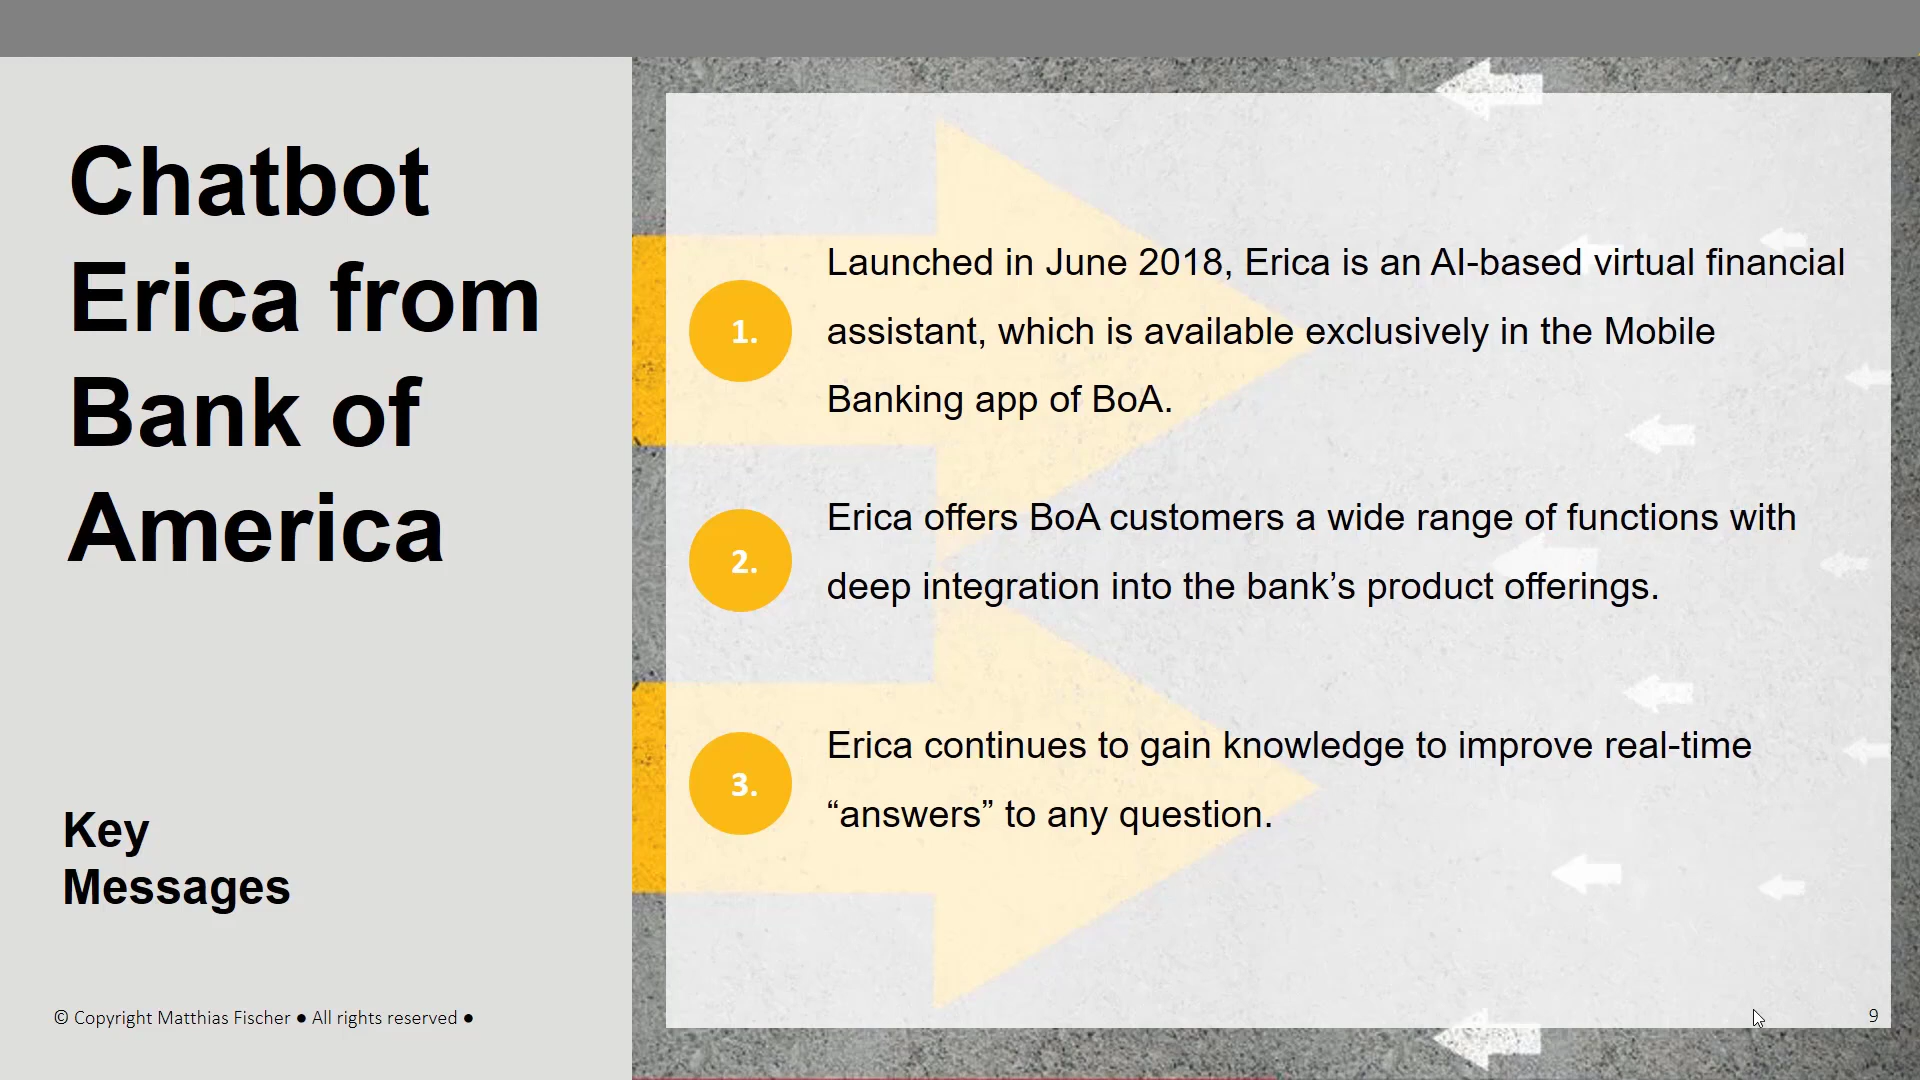 Chatbot
Erica from
Bank of
America
Key
Messages
© Copyright Matthias Fischer ● All rights reserved ●
1.
Launched in June 2018, Erica is an AI-based virtual financial
assistant, which is available exclusively in the Mobile
Banking app of BoA.
2.
Erica offers BoA customers a wide range of functions with
deep integration into the bank’s product offerings.
3.
Erica continues to gain knowledge to improve real-time
“answers” to any question.
9